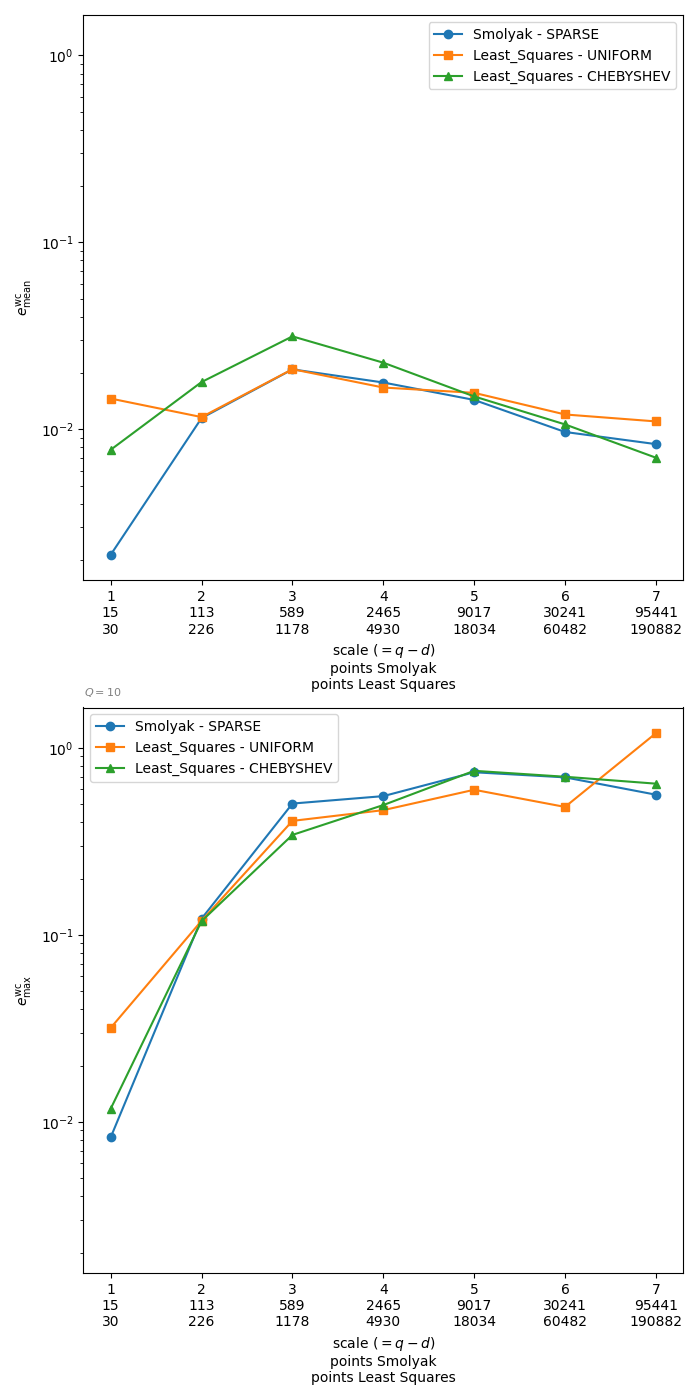 Smolyak - SPARSE
Least_Squares - UNIFORM
Least_Squares - CHEBYSHEV
10⁰
10⁻¹
10⁻²
e^wc_mean
1 2 3 4 5 6 7
15 113 589 2465 9017 30241 95441
30 226 1178 4930 18034 60482 190882
scale (= q − d)
points Smolyak
points Least Squares
Q = 10
Smolyak - SPARSE
Least_Squares - UNIFORM
Least_Squares - CHEBYSHEV
10⁰
10⁻¹
10⁻²
e^wc_max
1 2 3 4 5 6 7
15 113 589 2465 9017 30241 95441
30 226 1178 4930 18034 60482 190882
scale (= q − d)
points Smolyak
points Least Squares